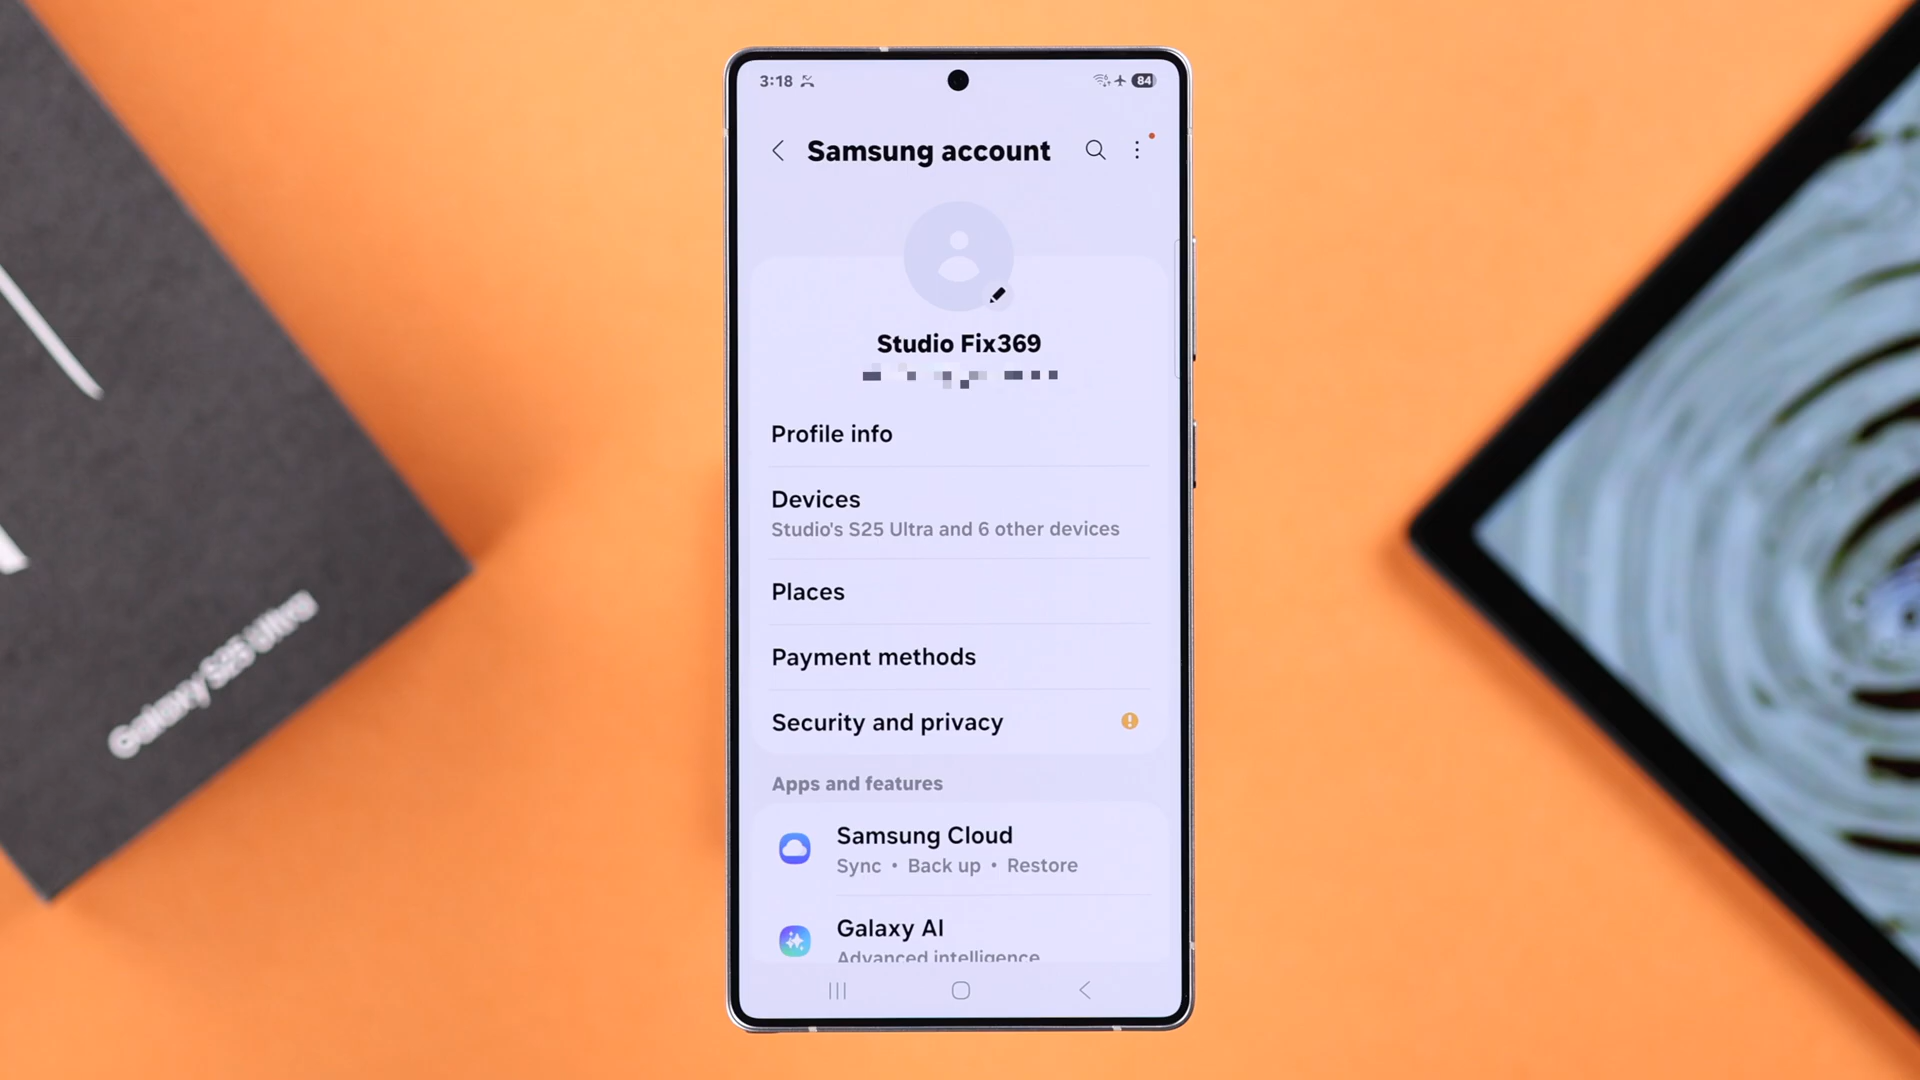 3:18
84
Samsung account
Studio Fix369
Profile info
Devices
Studio's S25 Ultra and 6 other devices
Places
Payment methods
Security and privacy
Apps and features
Samsung Cloud
Sync • Back up • Restore
Galaxy AI
Advanced intelligence
Galaxy S25 Ultra